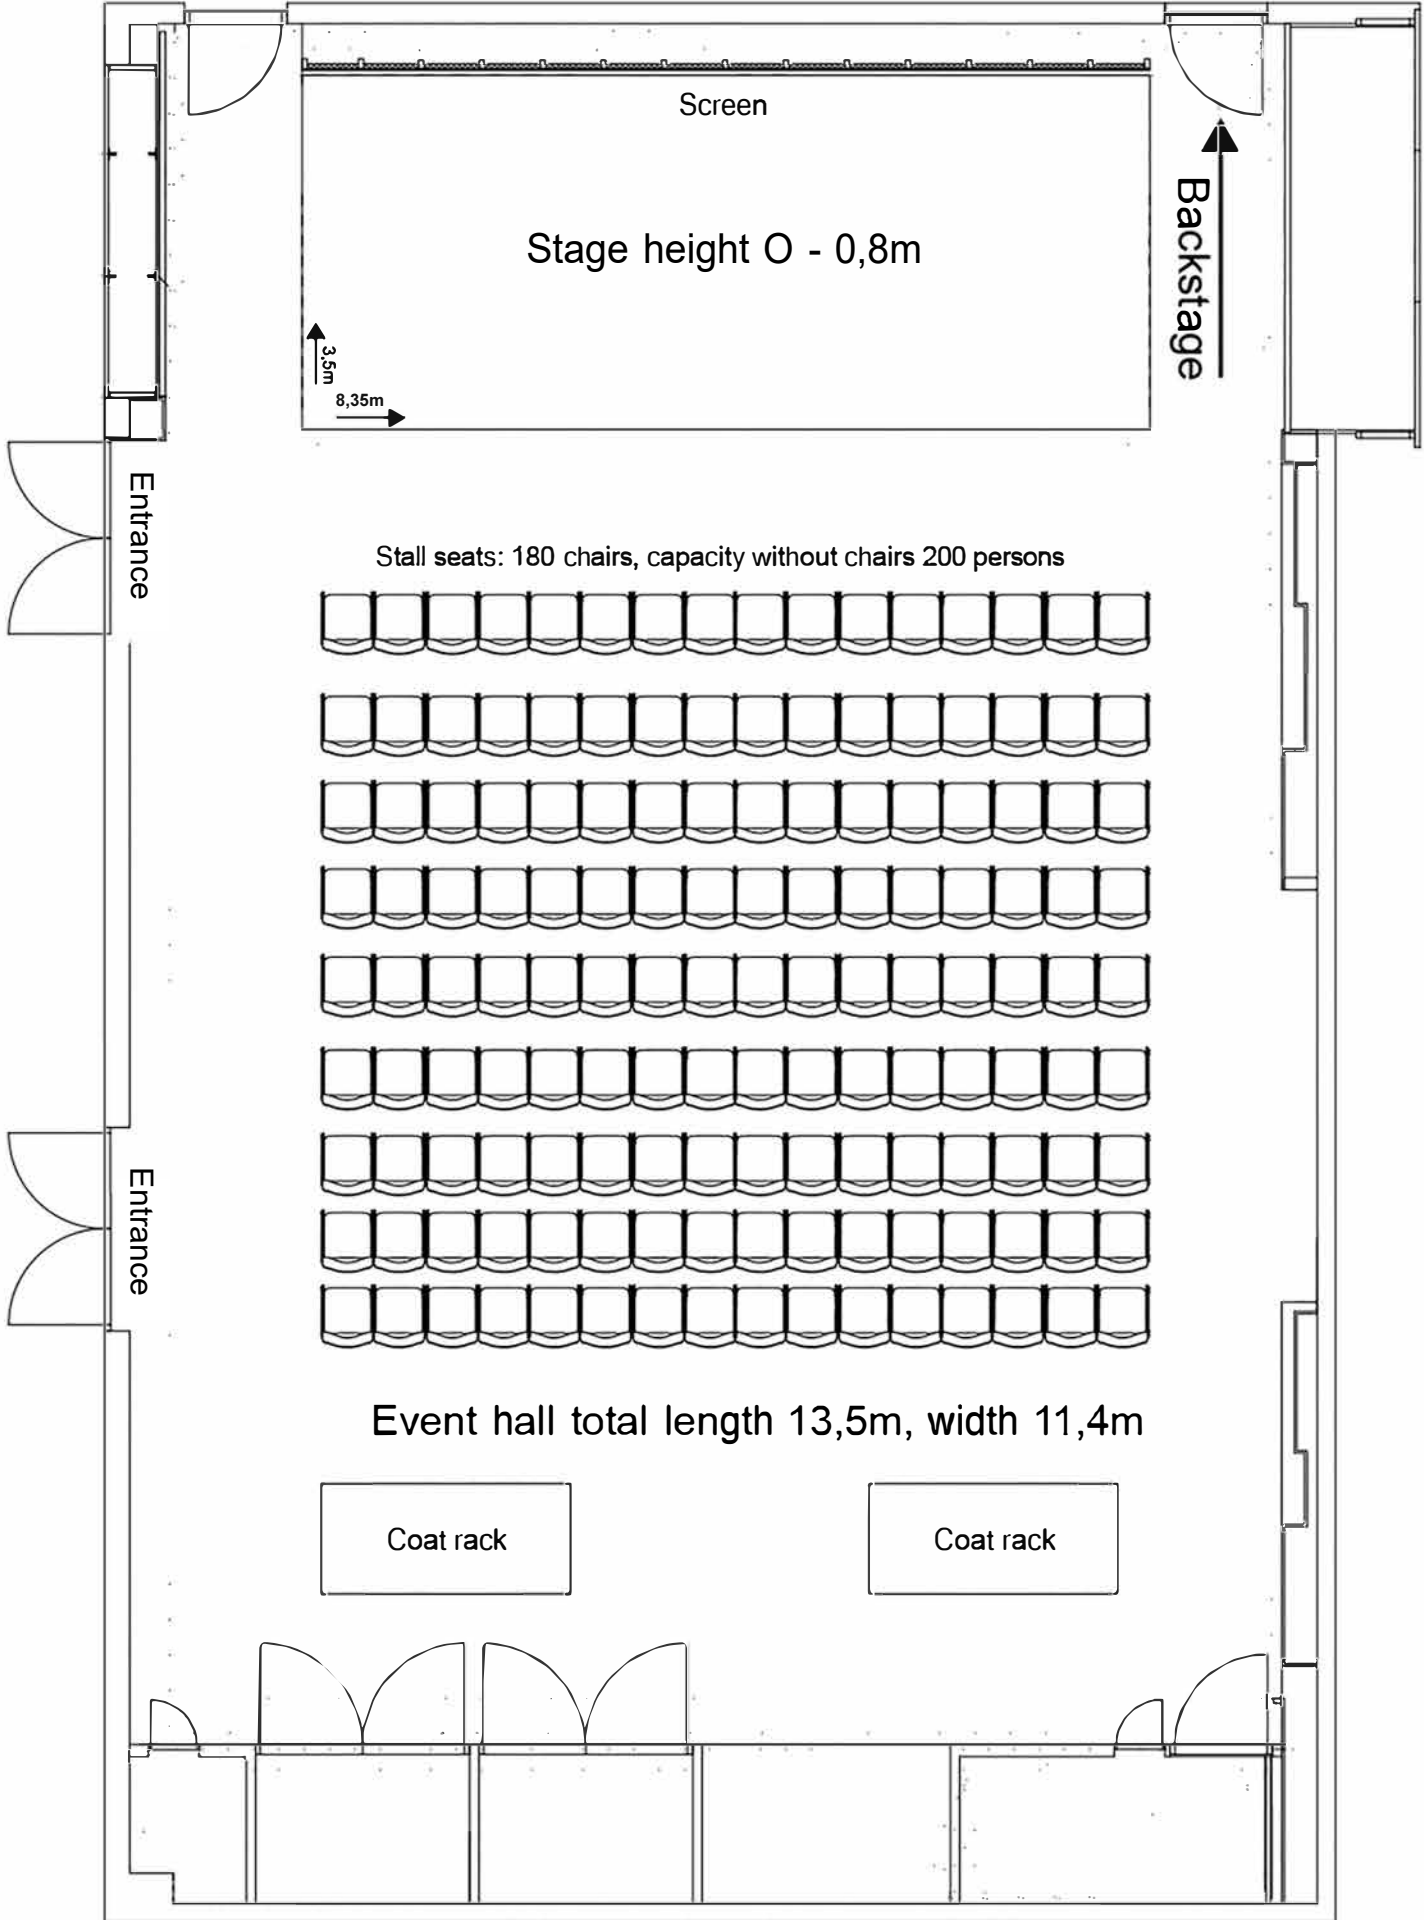 Screen
Stage height O - 0,8m
Backstage
3.5m
8,35m
Entrance
Stall seats: 180 chairs, capacity without chairs 200 persons
Entrance
Event hall total length 13,5m, width 11,4m
Coat rack
Coat rack